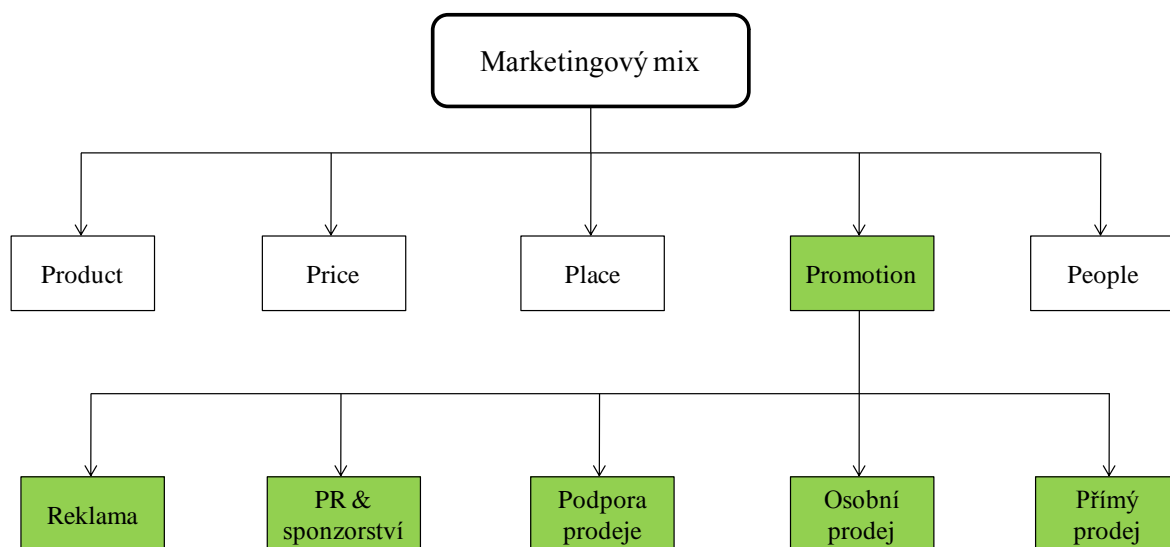 Marketingový mix
Product
Price
Place
Promotion
People
Reklama
PR &
sponzorství
Podpora
prodeje
Osobní
prodej
Přímý
prodej